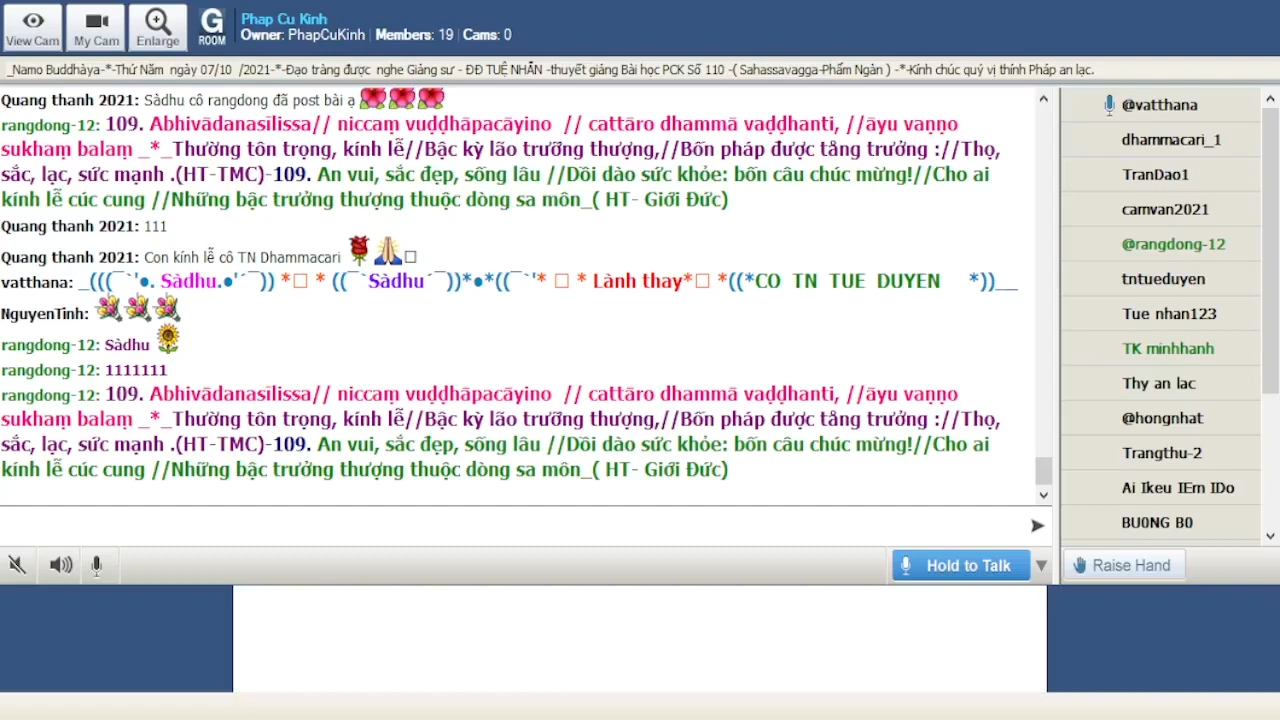 View Cam
My Cam
Enlarge
G ROOM
Phap Cu Kinh
Owner: PhapCuKinh | Members: 19 | Cams: 0
_Namo Buddhàya-*-Thứ Năm ngày 07/10 /2021-*-Đạo tràng được nghe Giảng sư - ĐĐ TUỆ NHẪN -thuyết giảng Bài học PCK Số 110 -( Sahassavagga-Phẩm Ngàn ) -*-Kính chúc quý vị thính Pháp an lạc.
Quang thanh 2021: Sàdhu cô rangdong đã post bài ạ
rangdong-12: 109. Abhivādanasīlissa// niccaṃ vuḍḍhāpacāyino // cattāro dhammā vaḍḍhanti, //āyu vaṇṇo
sukhaṃ balaṃ _*_Thường tôn trọng, kính lễ//Bậc kỳ lão trưỡng thượng,//Bốn pháp được tăng trưởng ://Thọ,
sắc, lạc, sức mạnh .(HT-TMC)-109. An vui, sắc đẹp, sống lâu //Dồi dào sức khỏe: bốn câu chúc mừng!//Cho ai
kính lễ cúc cung //Những bậc trưởng thượng thuộc dòng sa môn_( HT- Giới Đức)
Quang thanh 2021: 111
Quang thanh 2021: Con kính lễ cô TN Dhammacari
vatthana: _(((¯`'●. Sàdhu.●'´¯)) *□ * ((¯`Sàdhu´¯))*●*((¯`'* □ * Lành thay*□ *((*CO TN TUE DUYEN *))__
NguyenTinh:
rangdong-12: Sàdhu
rangdong-12: 1111111
rangdong-12: 109. Abhivādanasīlissa// niccaṃ vuḍḍhāpacāyino // cattāro dhammā vaḍḍhanti, //āyu vaṇṇo
sukhaṃ balaṃ _*_Thường tôn trọng, kính lễ//Bậc kỳ lão trưỡng thượng,//Bốn pháp được tăng trưởng ://Thọ,
sắc, lạc, sức mạnh .(HT-TMC)-109. An vui, sắc đẹp, sống lâu //Dồi dào sức khỏe: bốn câu chúc mừng!//Cho ai
kính lễ cúc cung //Những bậc trưởng thượng thuộc dòng sa môn_( HT- Giới Đức)
Hold to Talk
@vatthana
dhammacari_1
TranDao1
camvan2021
@rangdong-12
tntueduyen
Tue nhan123
TK minhhanh
Thy an lac
@hongnhat
Trangthu-2
Ai Ikeu IEm IDo
BU0NG B0
Raise Hand